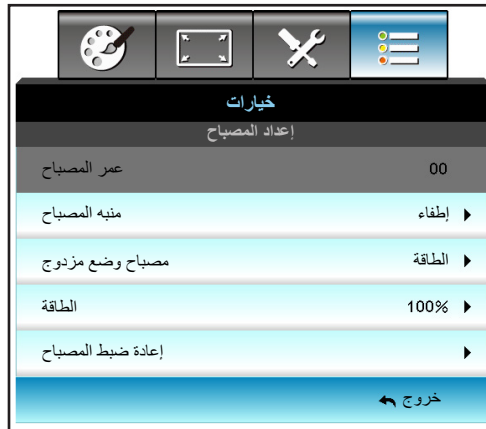 خيارات
إعداد المصباح
عمر المصباح 00
منبه المصباح إطفاء
مصباح وضع مزدوج الطاقة
الطاقة 100%
إعادة ضبط المصباح
خروج